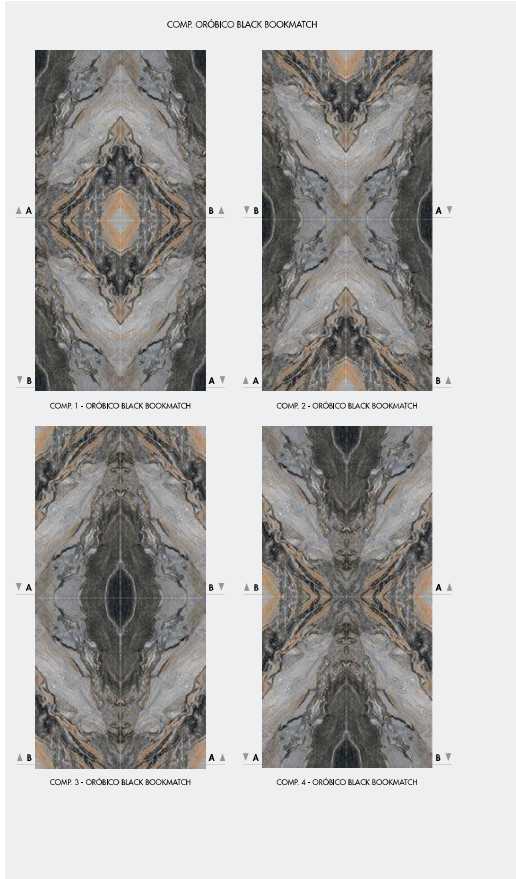 COMP. ORÓBICO BLACK BOOKMATCH
A B
B A
B A
A B
COMP. 1 - ORÓBICO BLACK BOOKMATCH
COMP. 2 - ORÓBICO BLACK BOOKMATCH
A B
B A
B A
A B
COMP. 3 - ORÓBICO BLACK BOOKMATCH
COMP. 4 - ORÓBICO BLACK BOOKMATCH